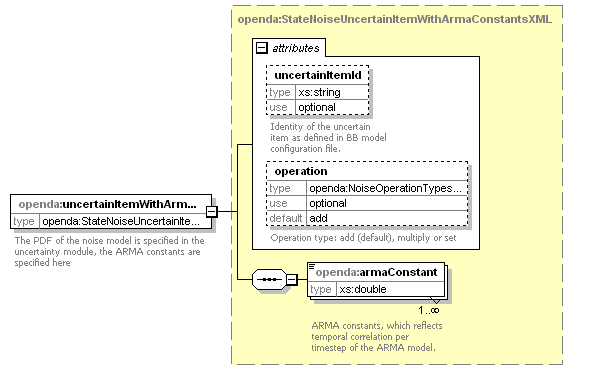 openda:StateNoiseUncertainItemWithArmaConstantsXML
attributes
uncertainItemId
type xs:string
use optional
Identity of the uncertain
item as defined in BB model
configuration file.
operation
type openda:NoiseOperationTypes...
use optional
default add
Operation type: add (default), multiply or set
openda:uncertainItemWithArm...
type openda:StateNoiseUncertainIte...
The PDF of the noise model is specified in the
uncertainty module, the ARMA constants are
specified here
openda:armaConstant
type xs:double
1..∞
ARMA constants, which reflects
temporal correlation per
timestep of the ARMA model.